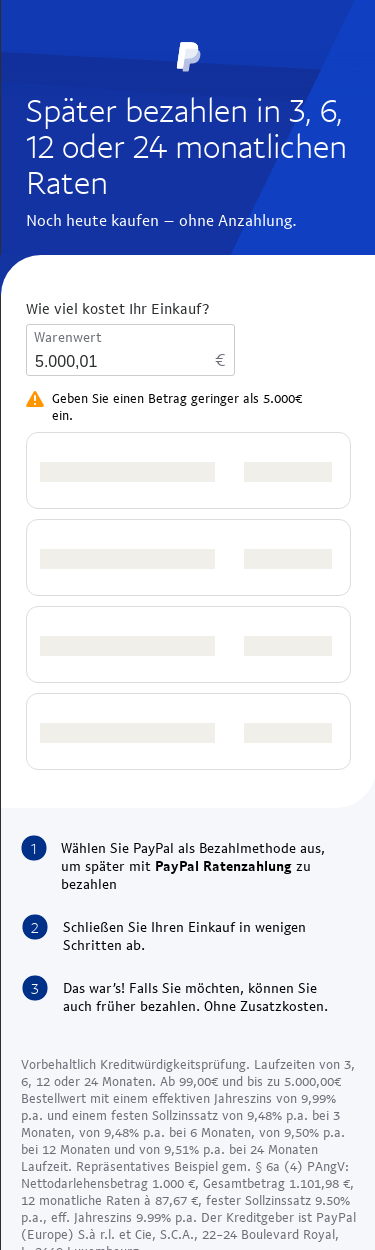 Später bezahlen in 3, 6,
12 oder 24 monatlichen
Raten
Noch heute kaufen – ohne Anzahlung.
Wie viel kostet Ihr Einkauf?
Warenwert
5.000,01 €
Geben Sie einen Betrag geringer als 5.000€
ein.
1 Wählen Sie PayPal als Bezahlmethode aus,
um später mit PayPal Ratenzahlung zu
bezahlen
2 Schließen Sie Ihren Einkauf in wenigen
Schritten ab.
3 Das war's! Falls Sie möchten, können Sie
auch früher bezahlen. Ohne Zusatzkosten.
Vorbehaltlich Kreditwürdigkeitsprüfung. Laufzeiten von 3,
6, 12 oder 24 Monaten. Ab 99,00€ und bis zu 5.000,00€
Bestellwert mit einem effektiven Jahreszins von 9,99%
p.a. und einem festen Sollzinssatz von 9,48% p.a. bei 3
Monaten, von 9,48% p.a. bei 6 Monaten, von 9,50% p.a.
bei 12 Monaten und von 9,51% p.a. bei 24 Monaten
Laufzeit. Repräsentatives Beispiel gem. § 6a (4) PAngV:
Nettodarlehensbetrag 1.000 €, Gesamtbetrag 1.101,98 €,
12 monatliche Raten à 87,67 €, fester Sollzinssatz 9.50%
p.a., eff. Jahreszins 9.99% p.a. Der Kreditgeber ist PayPal
(Europe) S.à r.l. et Cie, S.C.A., 22-24 Boulevard Royal,